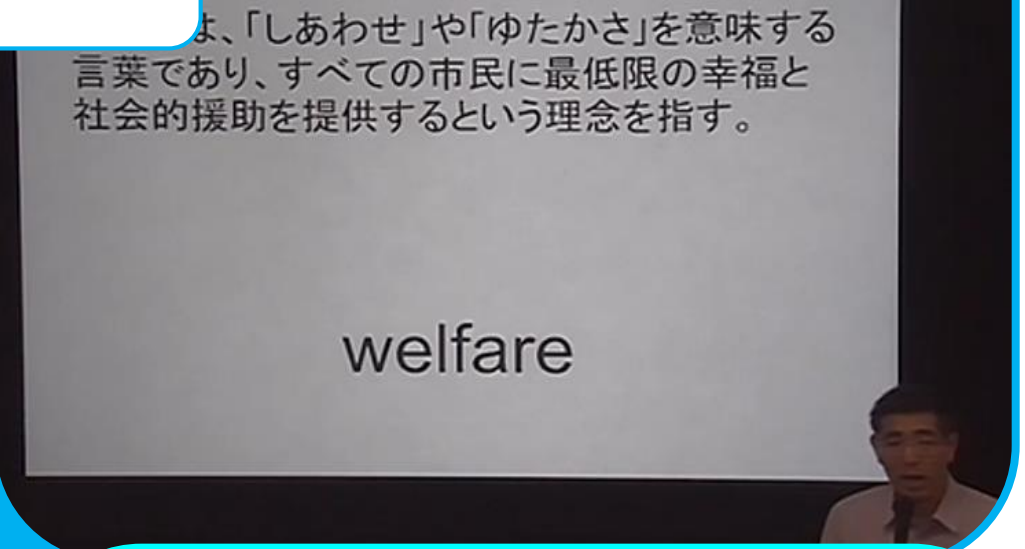 は、「しあわせ」や「ゆたかさ」を意味する
言葉であり、すべての市民に最低限の幸福と
社会的援助を提供するという理念を指す。
welfare